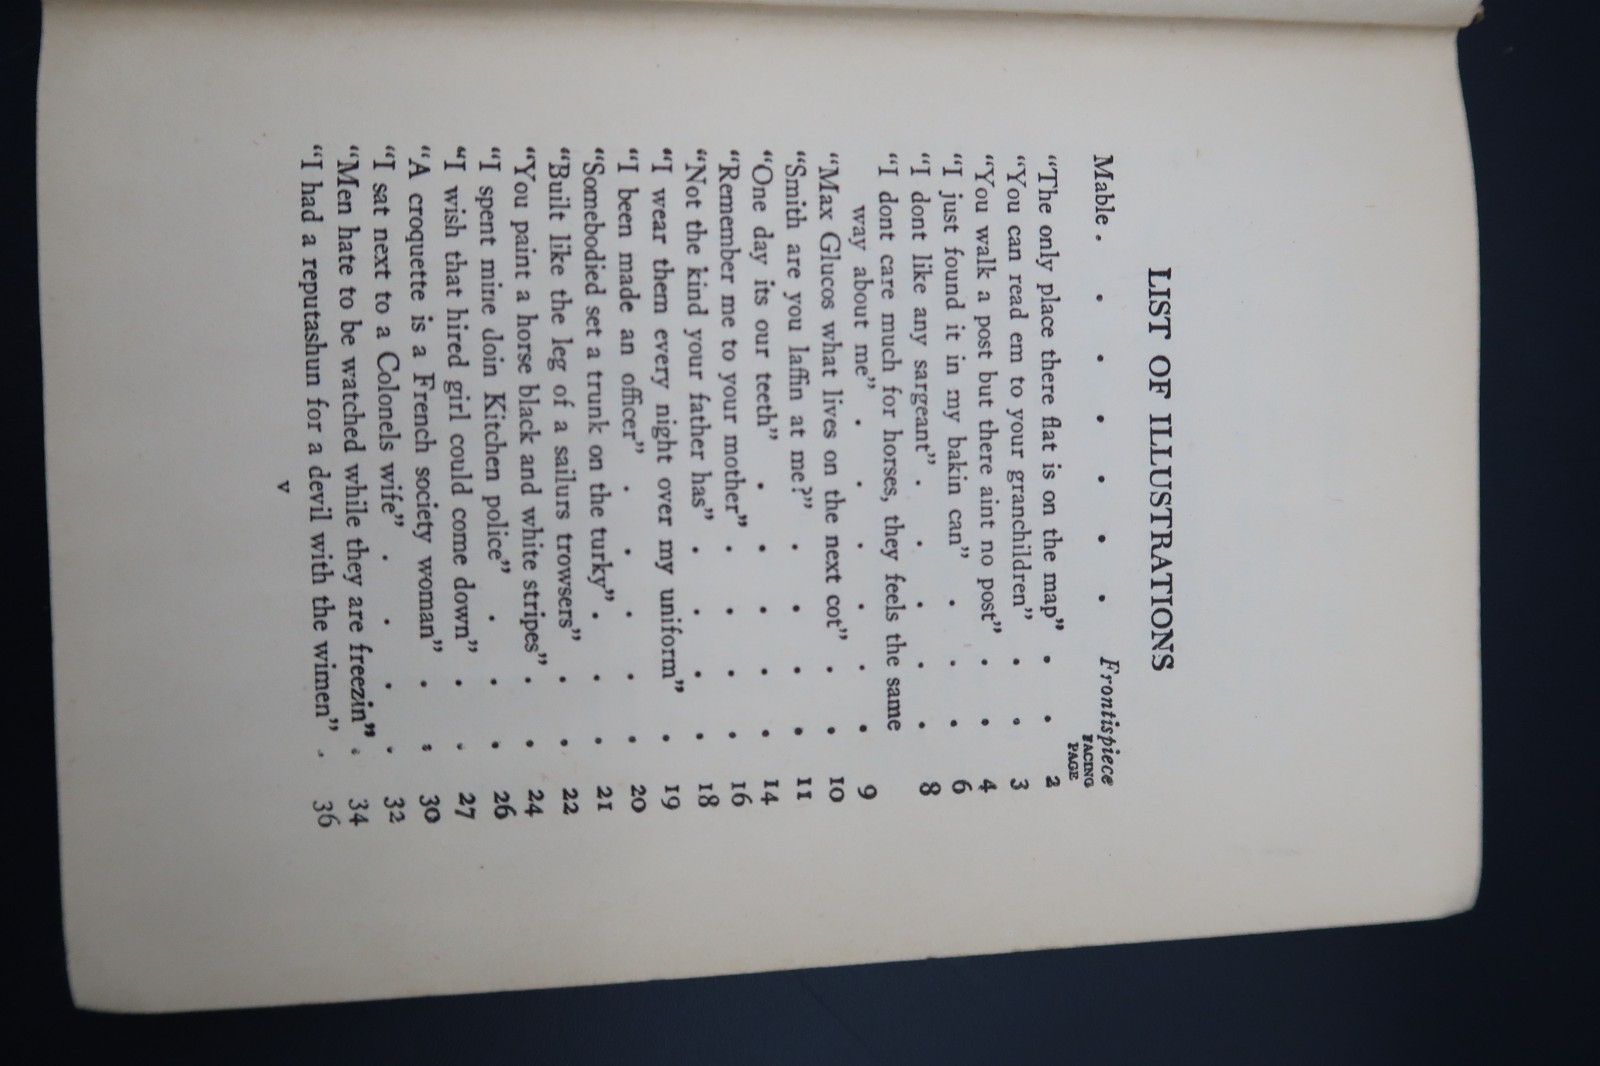 LIST OF ILLUSTRATIONS
Mable . . . . . . . Frontispiece
FACING
PAGE
“The only place there flat is on the map” . . 2
“You can read em to your granchildren” . . 3
“You walk a post but there aint no post” . . 4
“I just found it in my bakin can” . . . 6
“I dont like any sargeant” . . . . . 8
“I dont care much for horses, they feels the same
way about me” . . . . . . 9
“Max Glucos what lives on the next cot” . . 10
“Smith are you laffin at me?” . . . . 11
“One day its our teeth” . . . . . 14
“Remember me to your mother” . . . . 16
“Not the kind your father has” . . . . 18
“I wear them every night over my uniform” . 19
“I been made an officer” . . . . . 20
“Somebodied set a trunk on the turky” . . . 21
“Built like the leg of a sailurs trowsers” . . 22
“You paint a horse black and white stripes” . . 24
“I spent mine doin Kitchen police” . . . 26
“I wish that hired girl could come down” . . 27
“A croquette is a French society woman” . . 30
“I sat next to a Colonels wife” . . . . 32
“Men hate to be watched while they are freezin” . 34
“I had a reputashun for a devil with the wimen” . 36
v